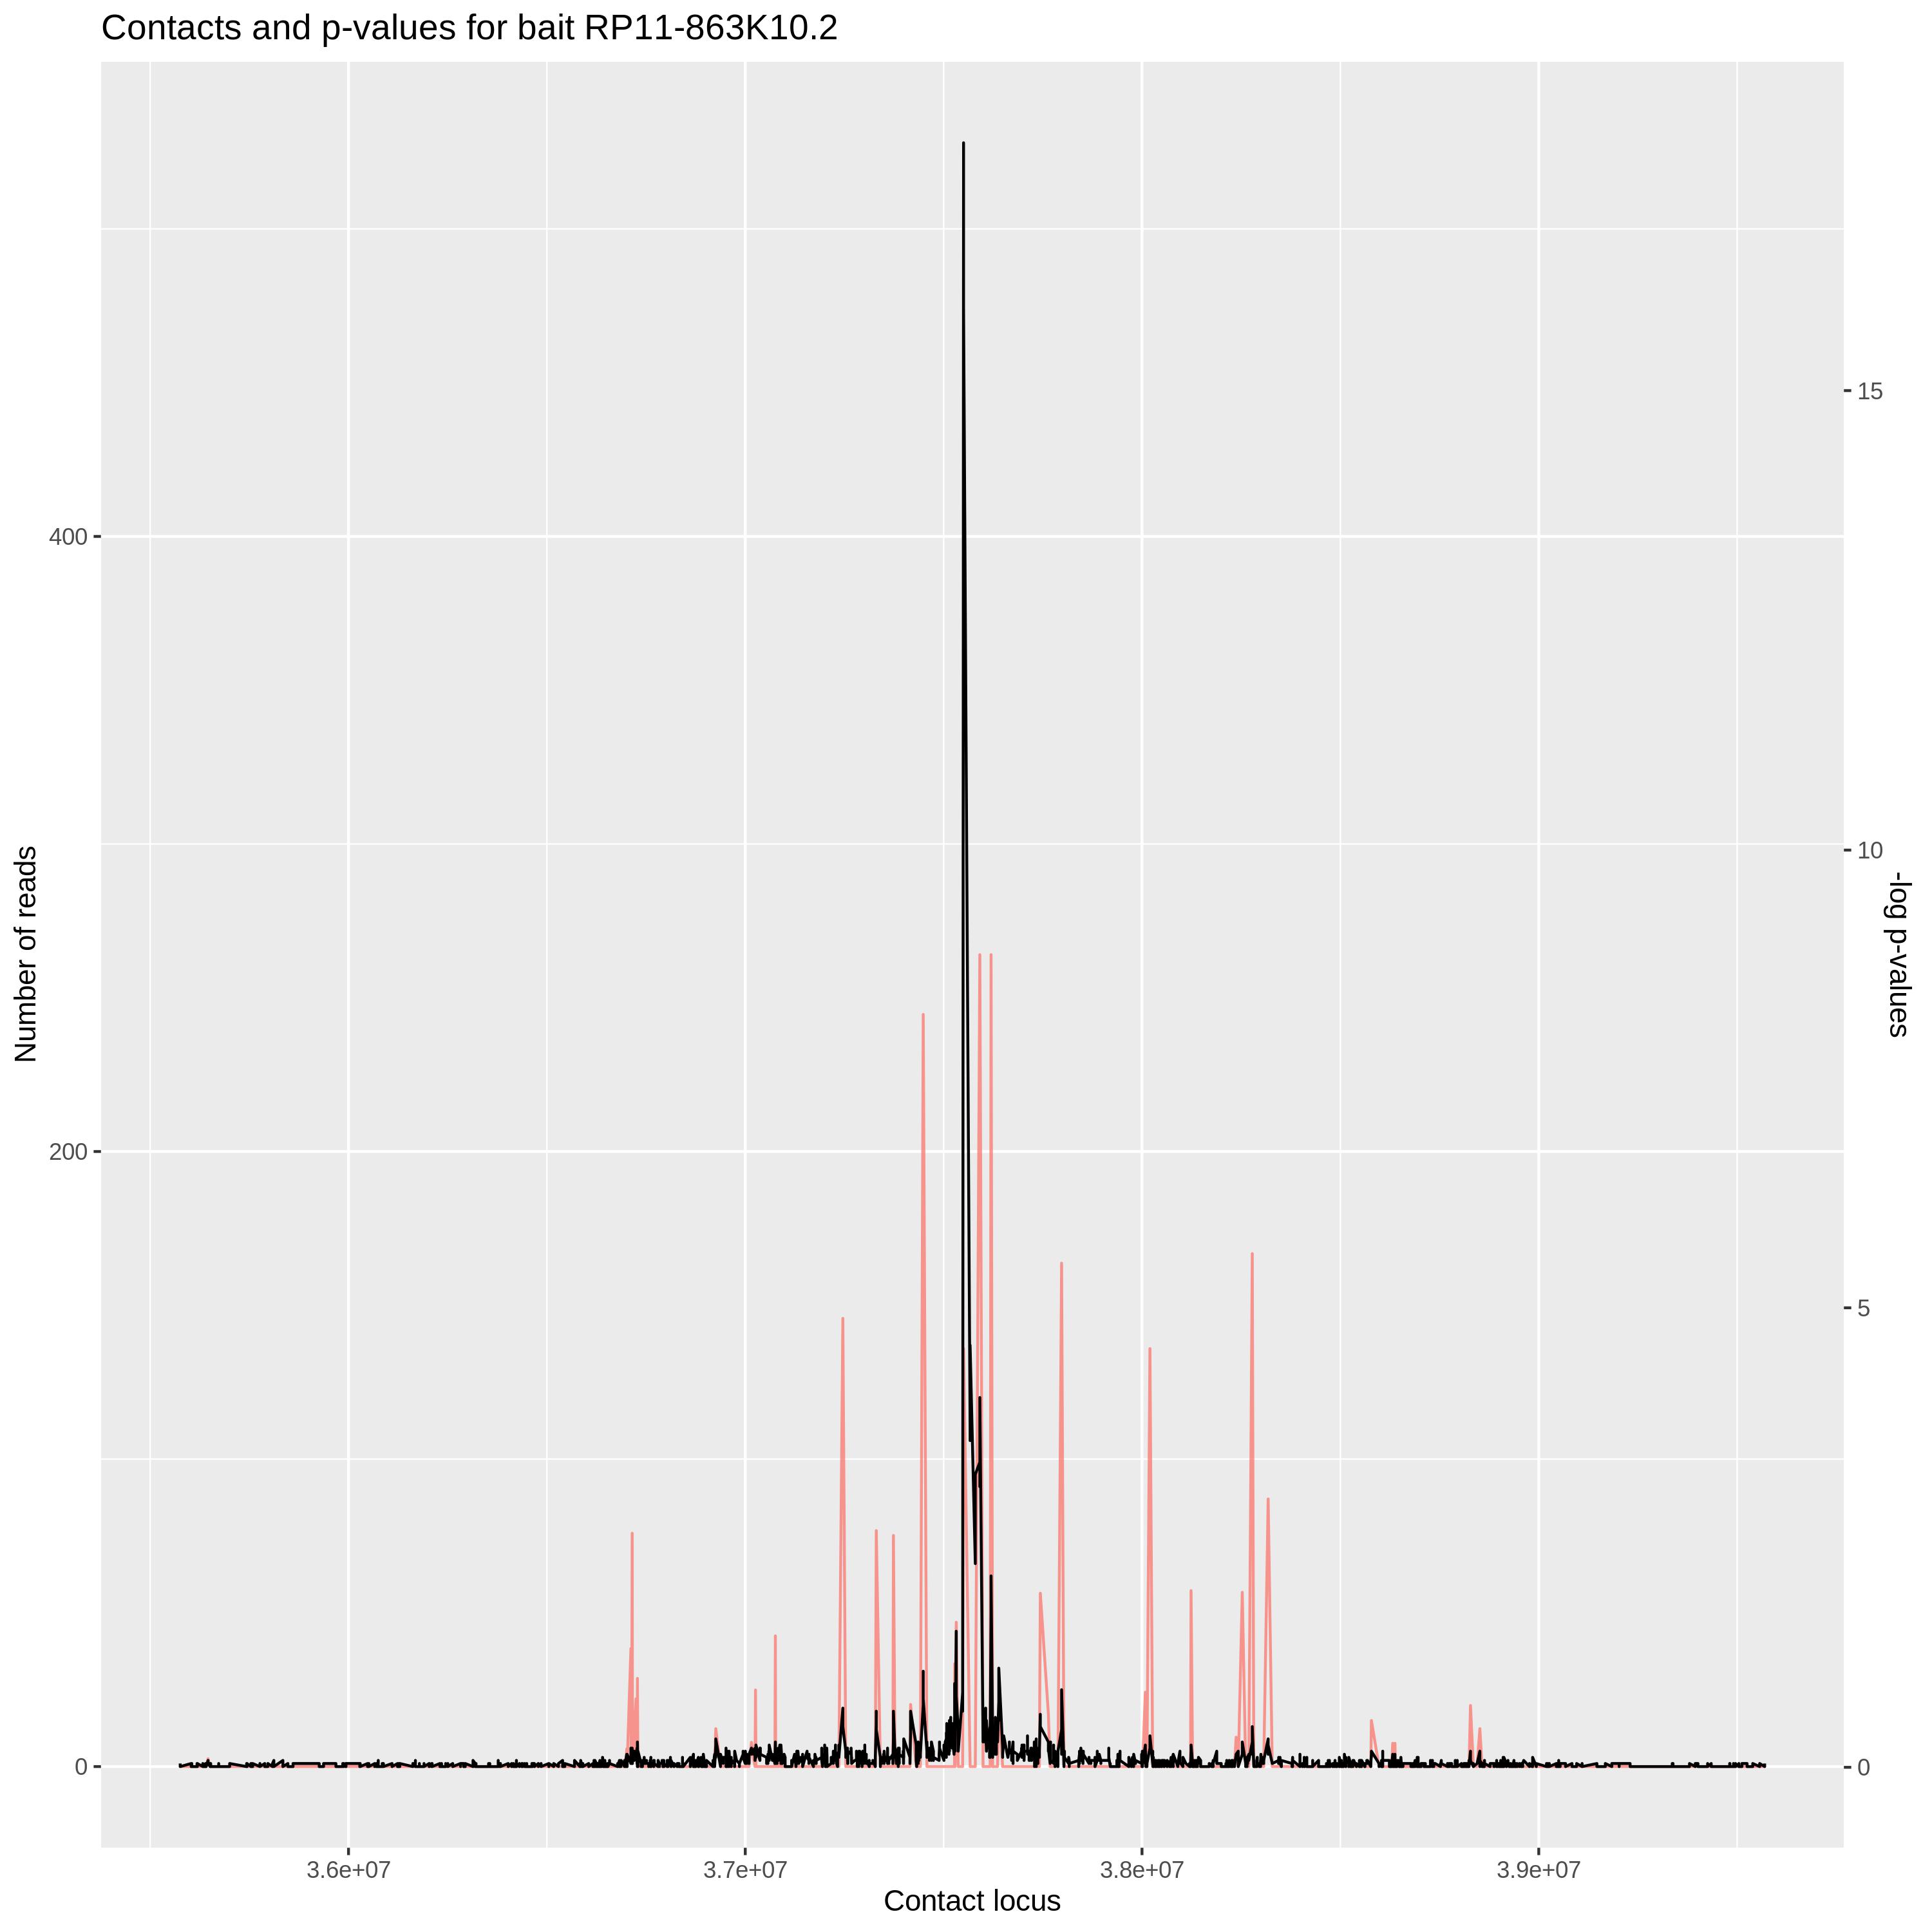 Contacts and p-values for bait RP11-863K10.2
Number of reads
400
200
0
15
10
5
0
-log p-values
3.6e+07
3.7e+07
3.8e+07
3.9e+07
Contact locus